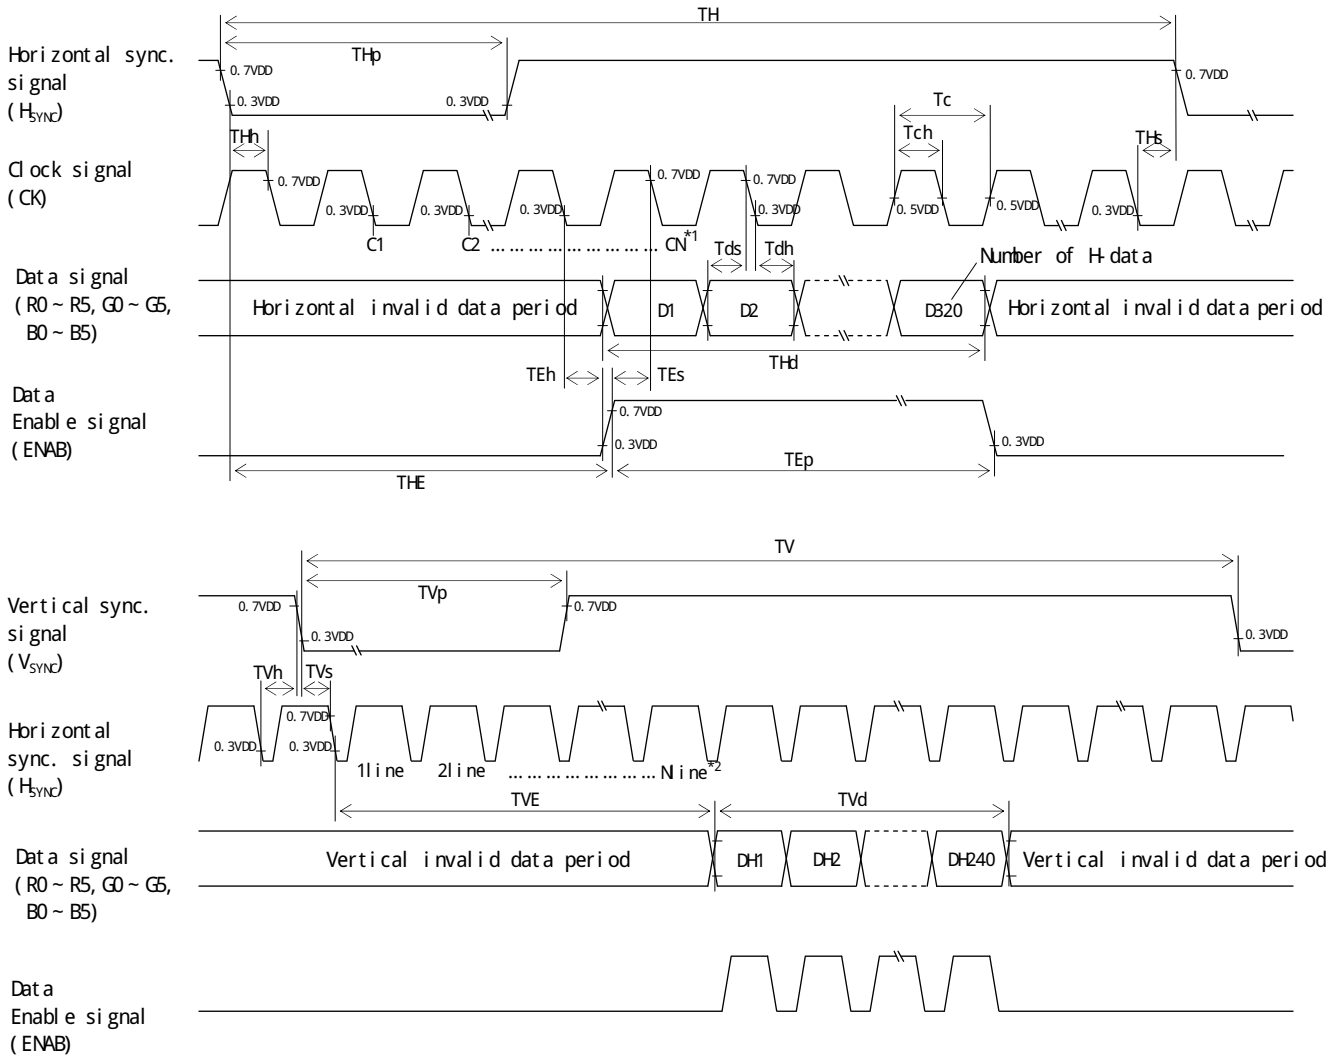 TH
Horizontal sync.
signal
(HSYNC)
THp
0.7VDD
0.3VDD
0.3VDD
0.7VDD
Tc
THh
Tch
THs
Clock signal
(CK)
0.7VDD
0.7VDD
0.7VDD
0.3VDD
0.3VDD
0.3VDD
0.3VDD
0.5VDD
0.5VDD
0.3VDD
C1
C2
........................ CN*1
Tds
Tdh
Number of H-data
Data signal
(R0~R5, G0~G5,
B0~B5)
Horizontal invalid data period
D1
D2
D320
Horizontal invalid data period
THd
TEh
TEs
Data
Enable signal
(ENAB)
0.7VDD
0.3VDD
0.3VDD
THE
TEp
TV
TVp
Vertical sync.
signal
(VSYNC)
0.7VDD
0.3VDD
0.7VDD
0.3VDD
TVh
TVs
Horizontal
sync. signal
(HSYNC)
0.7VDD
0.3VDD
0.3VDD
1line
2line
........................ Nline*2
TVE
TVd
Data signal
(R0~R5, G0~G5,
B0~B5)
Vertical invalid data period
DH1
DH2
DH240
Vertical invalid data period
Data
Enable signal
(ENAB)